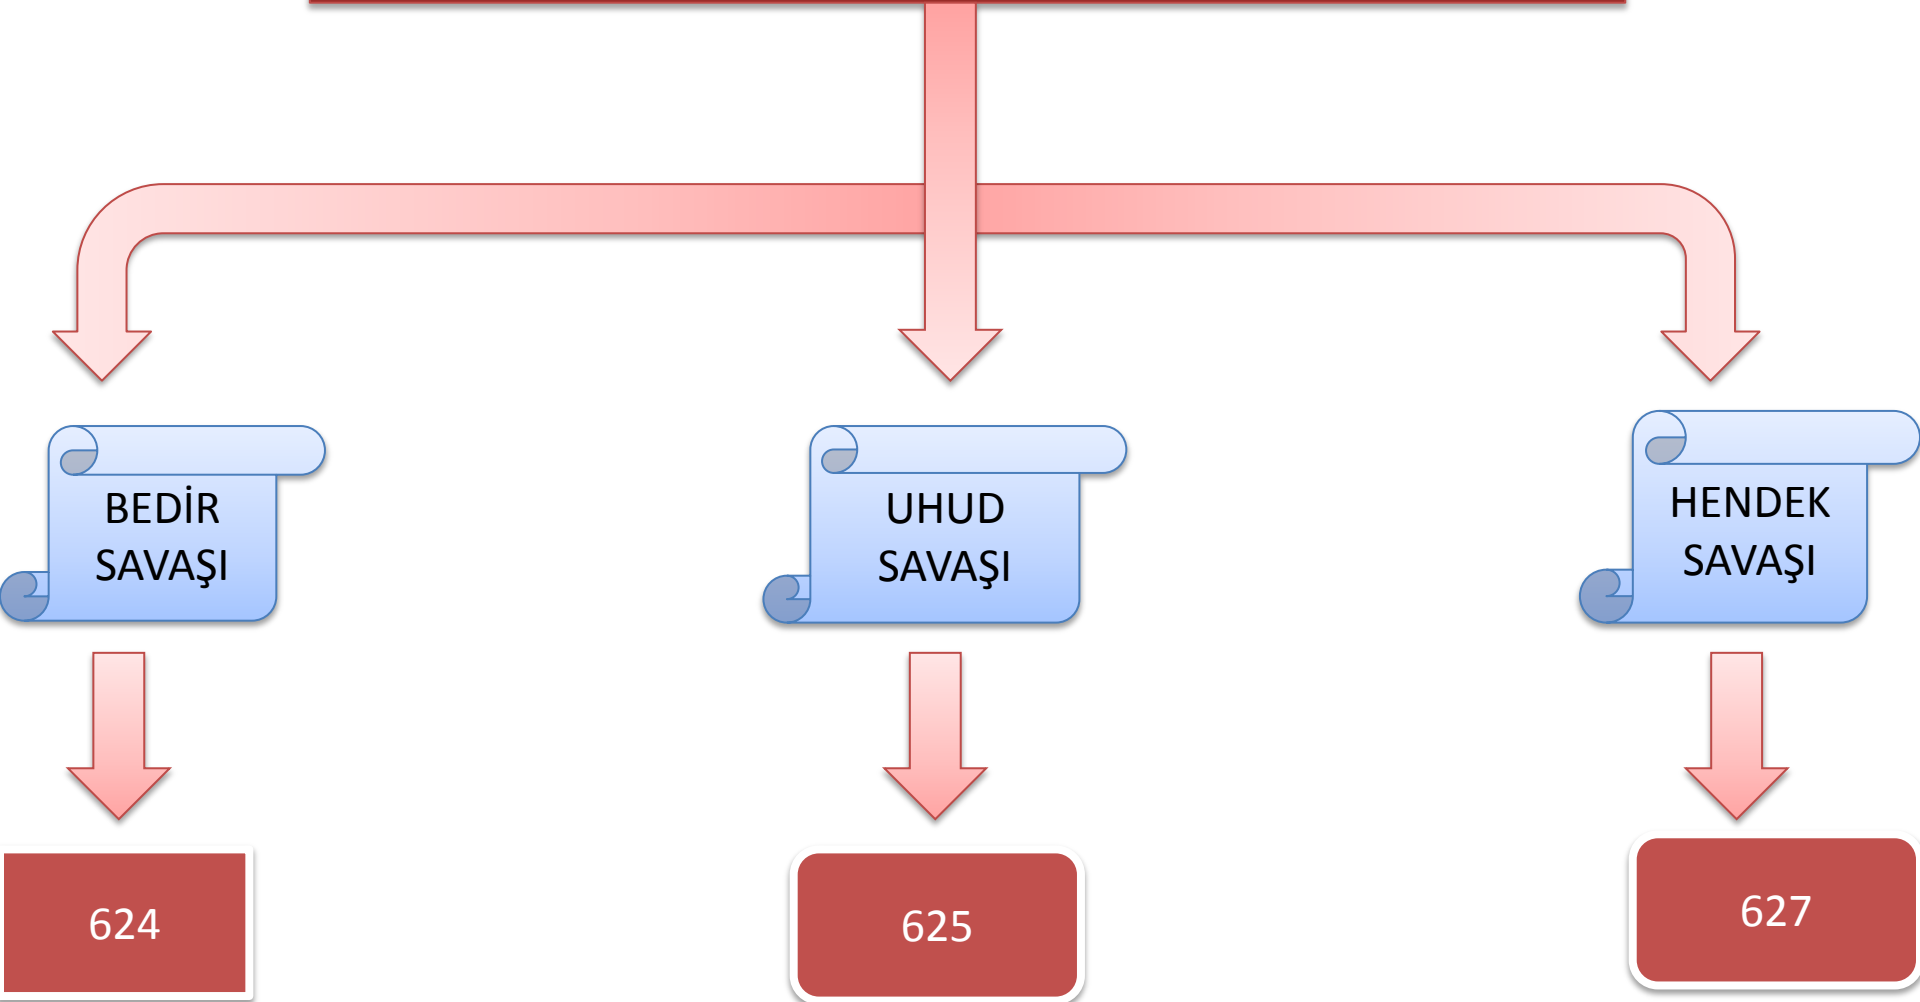 BEDİR
SAVAŞI
UHUD
SAVAŞI
HENDEK
SAVAŞI
624
625
627